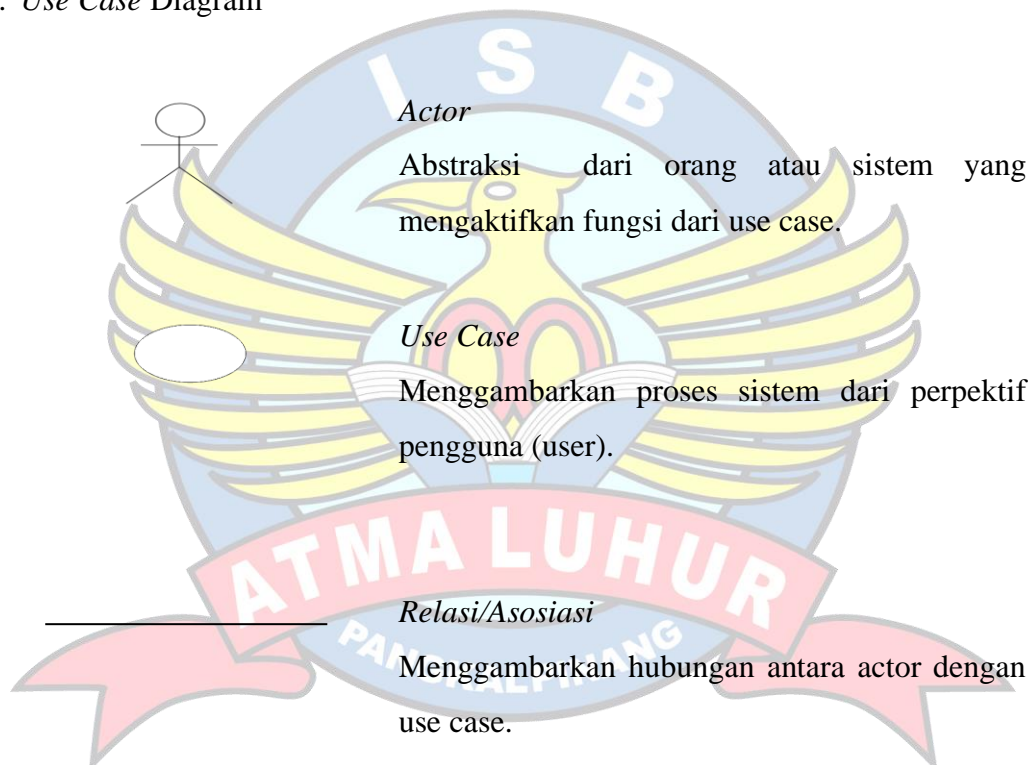 . Use Case Diagram
I S B
Actor
Abstraksi dari orang atau sistem yang
mengaktifkan fungsi dari use case.
Use Case
Menggambarkan proses sistem dari perpektif
pengguna (user).
ATMA LUHUR
Relasi/Asosiasi
PANGKALPINANG
Menggambarkan hubungan antara actor dengan
use case.